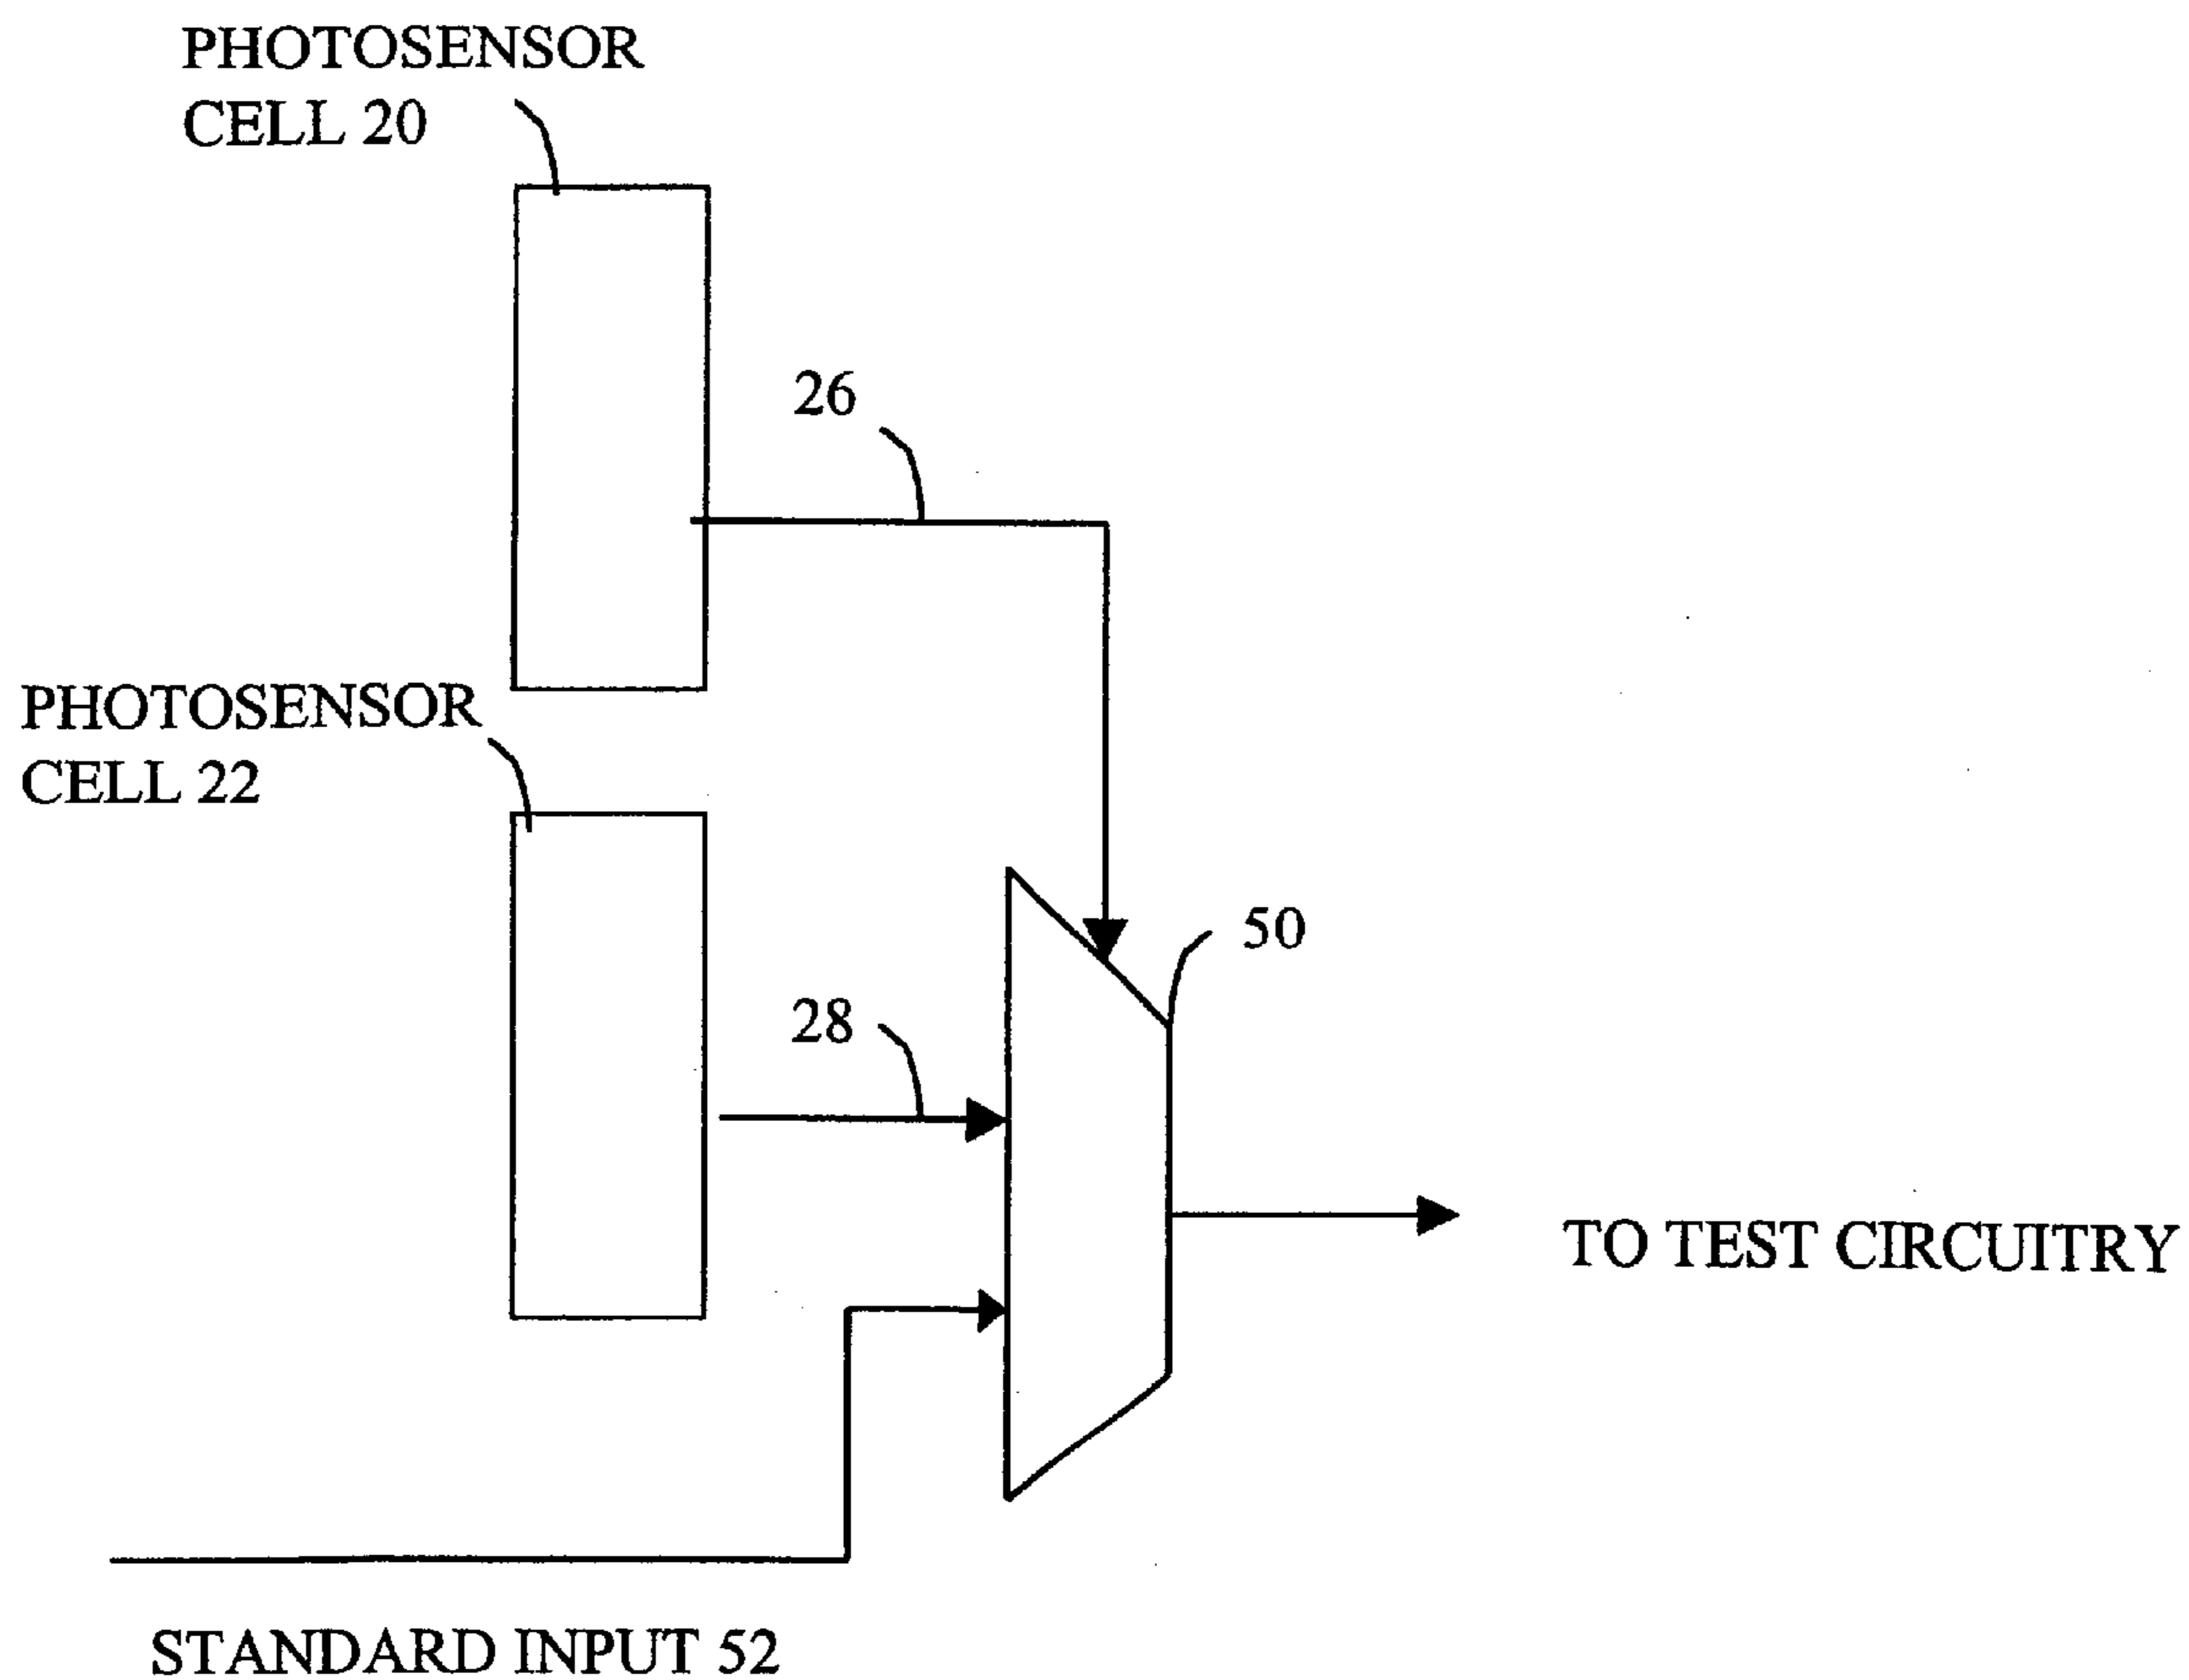 PHOTOSENSOR
CELL 20
26
PHOTOSENSOR
CELL 22
50
28
TO TEST CIRCUITRY
STANDARD INPUT 52